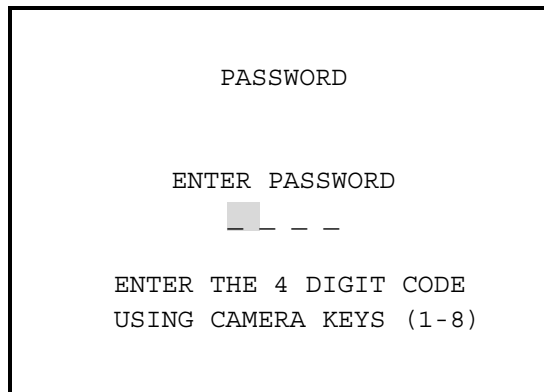 PASSWORD
ENTER PASSWORD
_ _ _ _
ENTER THE 4 DIGIT CODE
USING CAMERA KEYS (1-8)